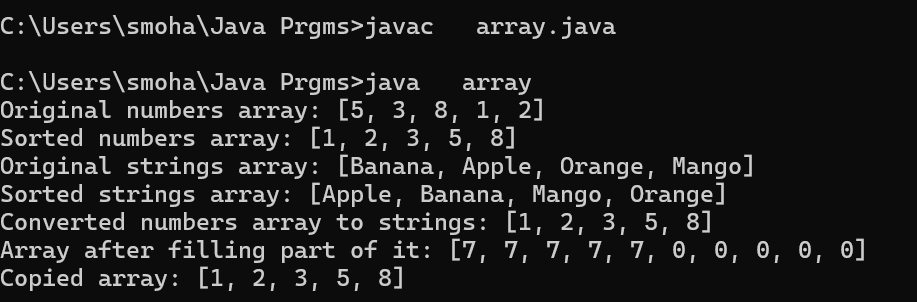 C:\Users\smoha\Java Prgms>javac   array.java
C:\Users\smoha\Java Prgms>java   array
Original numbers array: [5, 3, 8, 1, 2]
Sorted numbers array: [1, 2, 3, 5, 8]
Original strings array: [Banana, Apple, Orange, Mango]
Sorted strings array: [Apple, Banana, Mango, Orange]
Converted numbers array to strings: [1, 2, 3, 5, 8]
Array after filling part of it: [7, 7, 7, 7, 7, 0, 0, 0, 0, 0]
Copied array: [1, 2, 3, 5, 8]